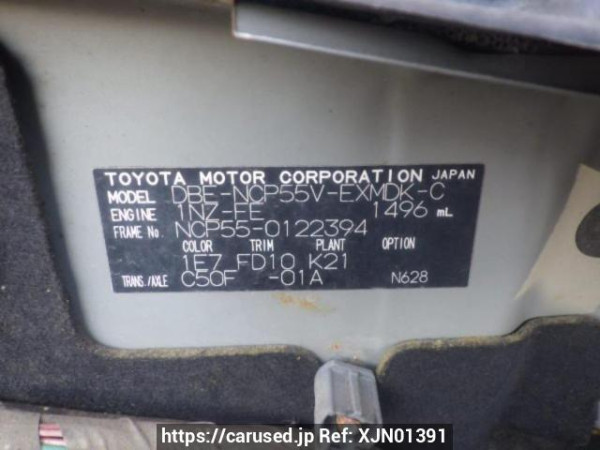 TOYOTA MOTOR CORPORATION JAPAN
MODEL DBE-NCP55V-EXMDK-C
ENGINE 1NZ-FE 1496 mL
FRAME No. NCP55-0122394
COLOR TRIM PLANT OPTION
1E7 FD10 K21
TRANS./AXLE C50F -01A N628
https://carused.jp Ref: XJN01391